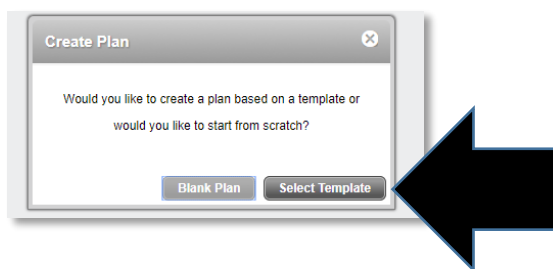 Create Plan
Would you like to create a plan based on a template or
would you like to start from scratch?
Blank Plan Select Template